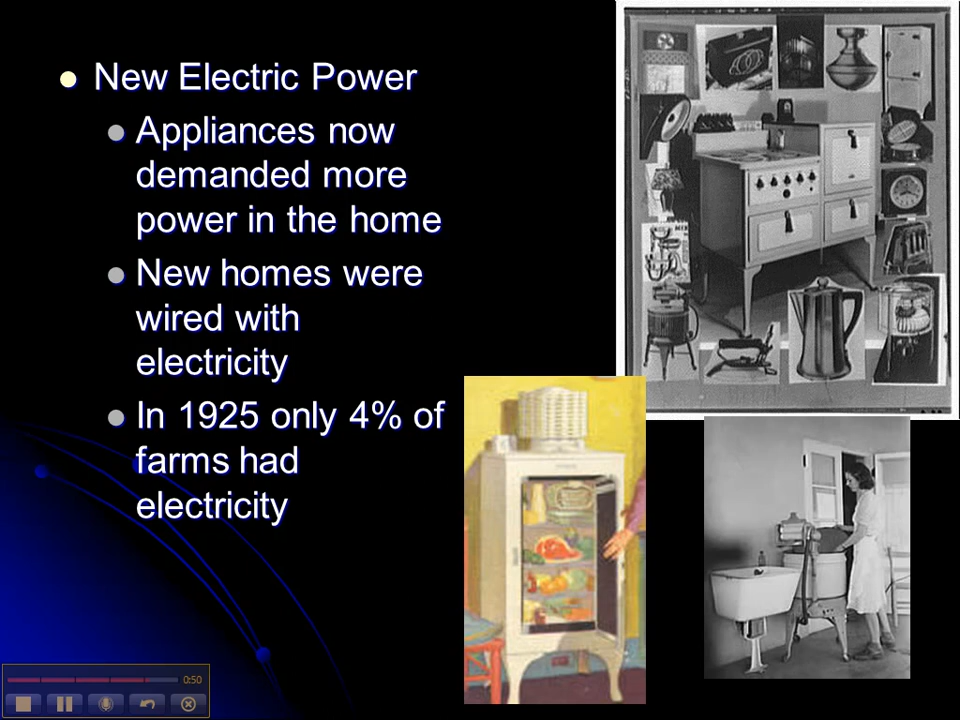 New Electric Power
Appliances now
demanded more
power in the home
New homes were
wired with
electricity
In 1925 only 4% of
farms had
electricity
0:50